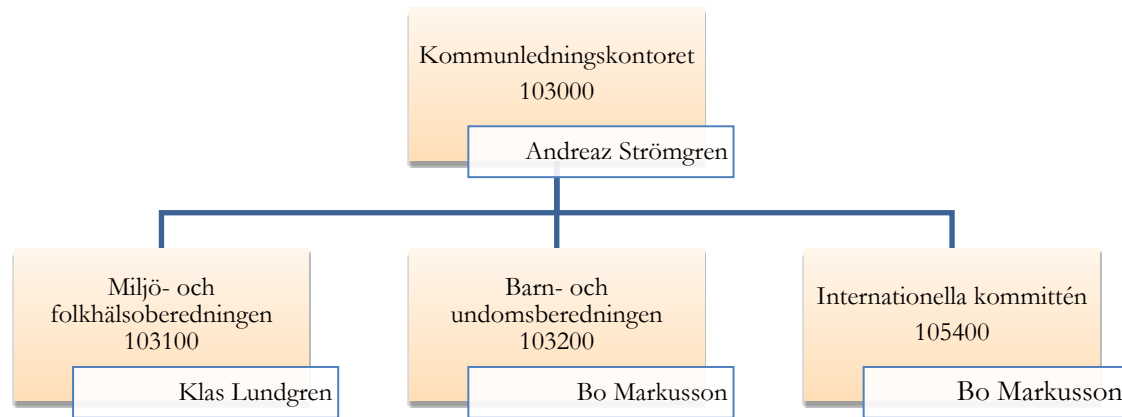 Kommunledningskontoret
103000
Andreaz Strömgren
Miljö- och
folkhälsoberedningen
103100
Klas Lundgren
Barn- och
undomsberedningen
103200
Bo Markusson
Internationella kommittén
105400
Bo Markusson